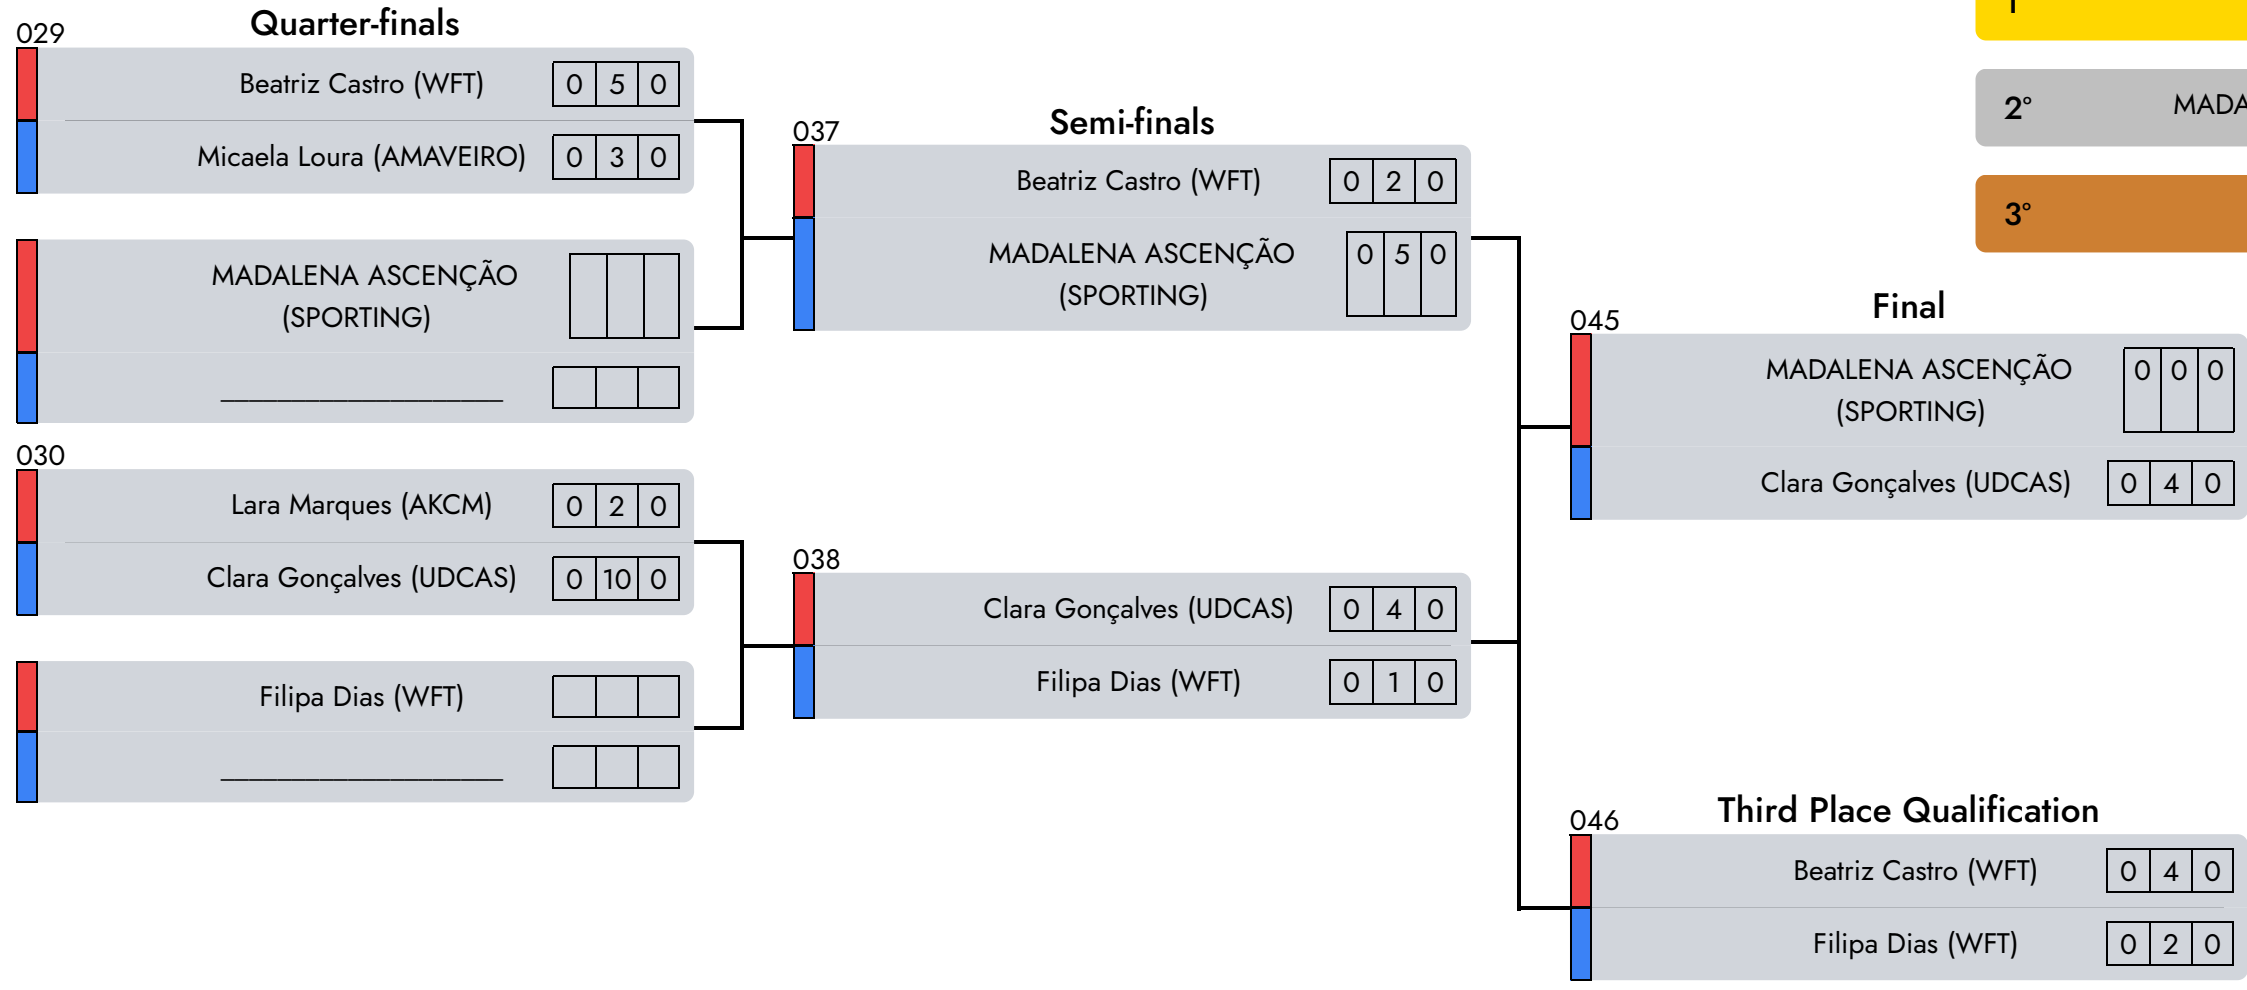 Quarter-finals
029
Beatriz Castro (WFT) 0 5 0
Micaela Loura (AMAVEIRO) 0 3 0
MADALENA ASCENÇÃO
(SPORTING)
____________________
030
Lara Marques (AKCM) 0 2 0
Clara Gonçalves (UDCAS) 0 10 0
Filipa Dias (WFT)
____________________
Semi-finals
037
Beatriz Castro (WFT) 0 2 0
MADALENA ASCENÇÃO 0 5 0
(SPORTING)
038
Clara Gonçalves (UDCAS) 0 4 0
Filipa Dias (WFT) 0 1 0
2º MADA
3º
Final
045
MADALENA ASCENÇÃO 0 0 0
(SPORTING)
Clara Gonçalves (UDCAS) 0 4 0
Third Place Qualification
046
Beatriz Castro (WFT) 0 4 0
Filipa Dias (WFT) 0 2 0